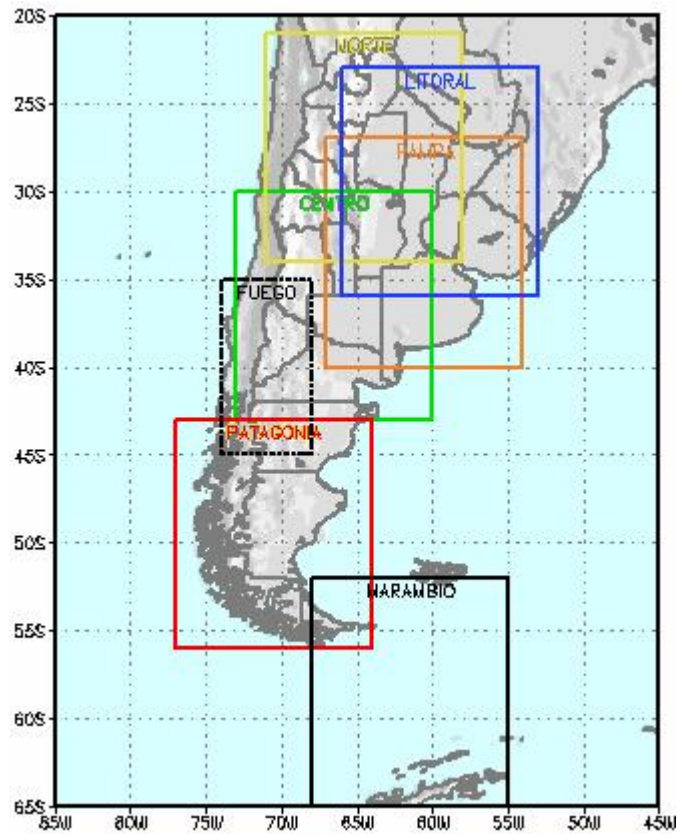 20S
NORTE
LITORAL
25S
PAMPA
30S
CENTRO
35S
FUEGO
40S
PATAGONIA
45S
50S
MARAMBIO
55S
60S
65S
85W 80W 75W 70W 65W 60W 55W 50W 45W